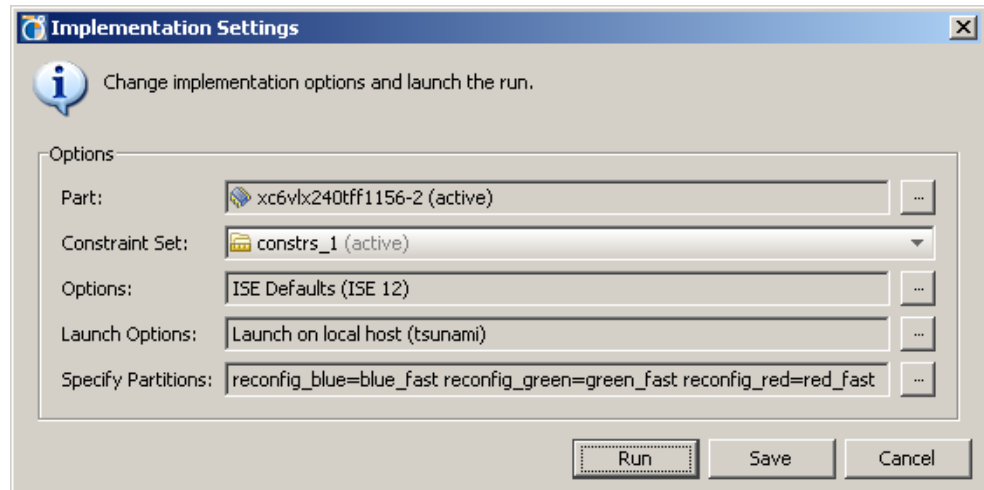 Implementation Settings
Change implementation options and launch the run.
Options
Part: xc6vlx240tff1156-2 (active) ...
Constraint Set: constrs_1 (active)
Options: ISE Defaults (ISE 12) ...
Launch Options: Launch on local host (tsunami) ...
Specify Partitions: reconfig_blue=blue_fast reconfig_green=green_fast reconfig_red=red_fast ...
Run Save Cancel